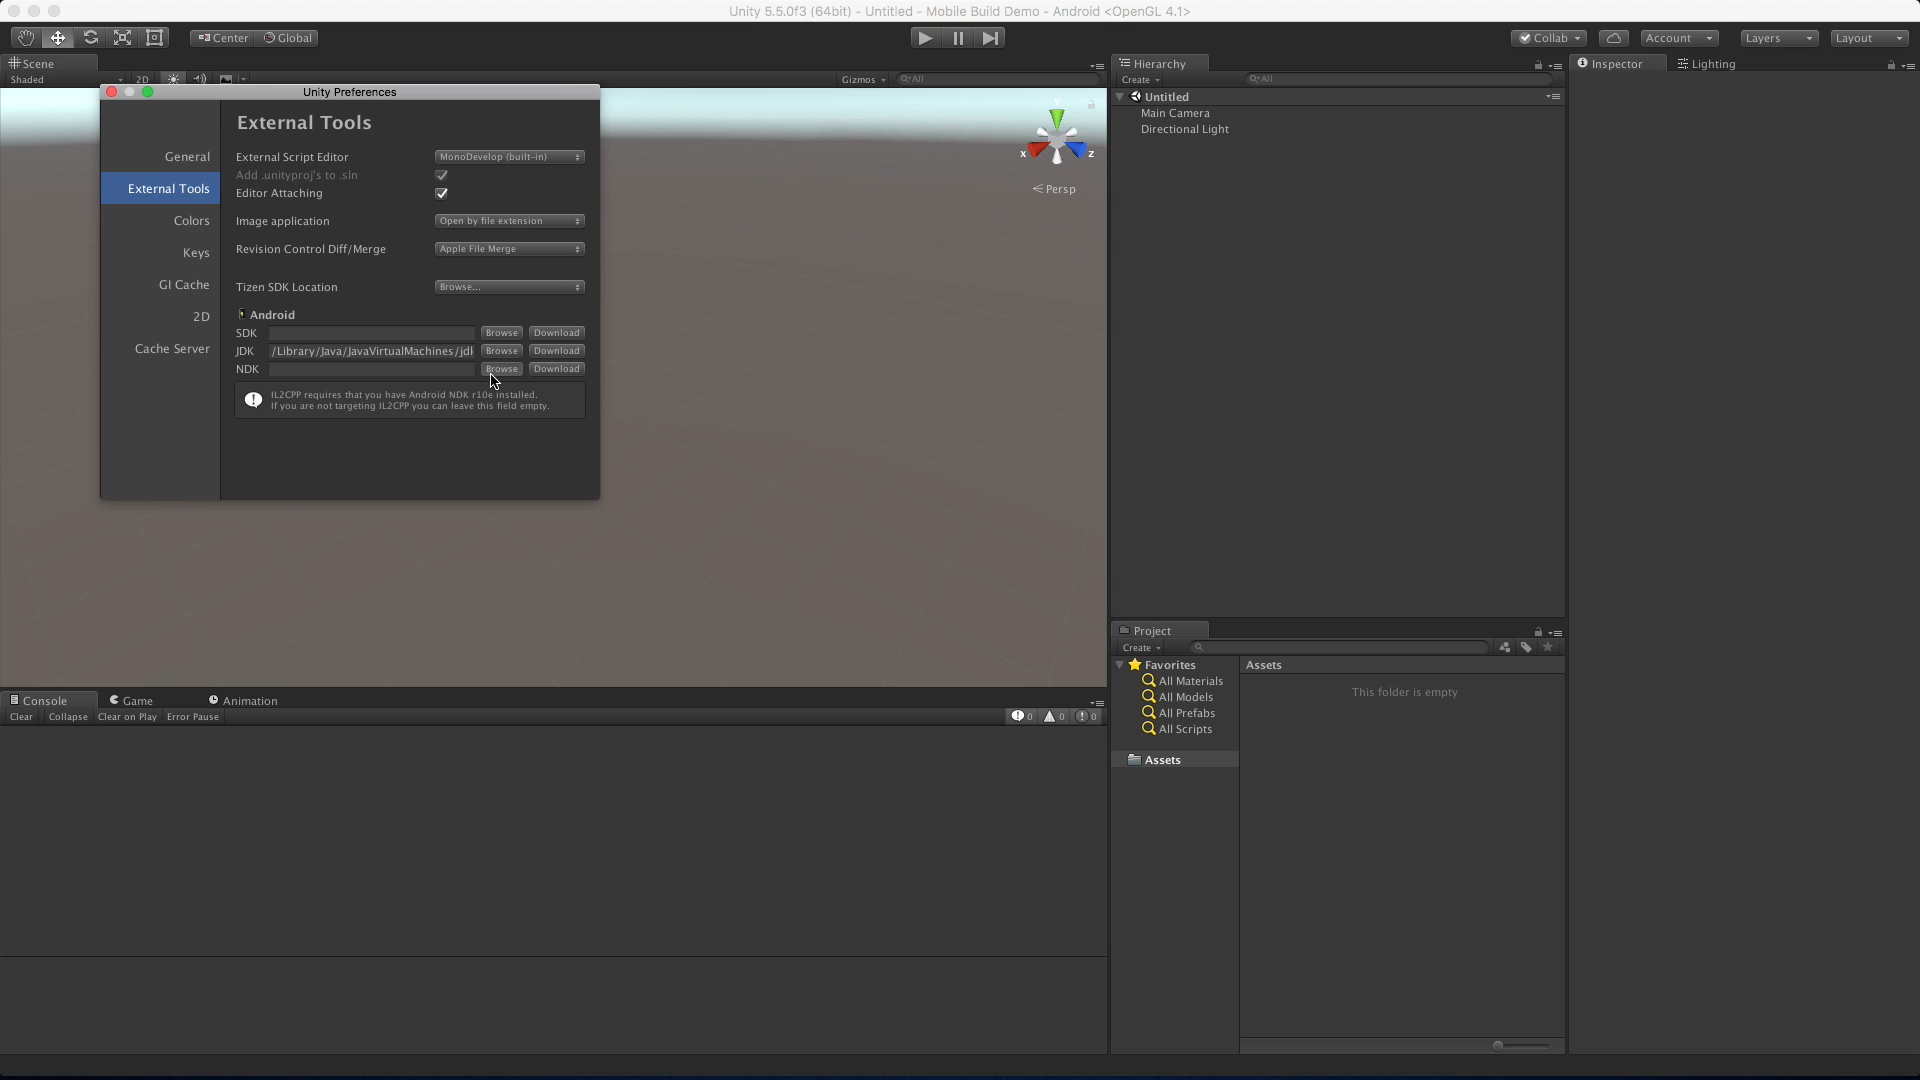 Unity 5.5.0f3 (64bit) - Untitled - Mobile Build Demo - Android <OpenGL 4.1>
Center
Global
Collab
Account
Layers
Layout
Scene
Shaded
2D
Gizmos
All
Unity Preferences
General
External Tools
Colors
Keys
GI Cache
2D
Cache Server
External Tools
External Script Editor
MonoDevelop (built-in)
Add .unityproj's to .sln
Editor Attaching
Image application
Open by file extension
Revision Control Diff/Merge
Apple File Merge
Tizen SDK Location
Browse...
Android
SDK
Browse
Download
JDK
/Library/Java/JavaVirtualMachines/jdk
Browse
Download
NDK
Browse
Download
IL2CPP requires that you have Android NDK r10e installed.
If you are not targeting IL2CPP you can leave this field empty.
x
z
Persp
Hierarchy
Create
All
Untitled
Main Camera
Directional Light
Inspector
Lighting
Project
Create
Favorites
All Materials
All Models
All Prefabs
All Scripts
Assets
Assets
This folder is empty
Console
Game
Animation
Clear
Collapse
Clear on Play
Error Pause
0
0
0